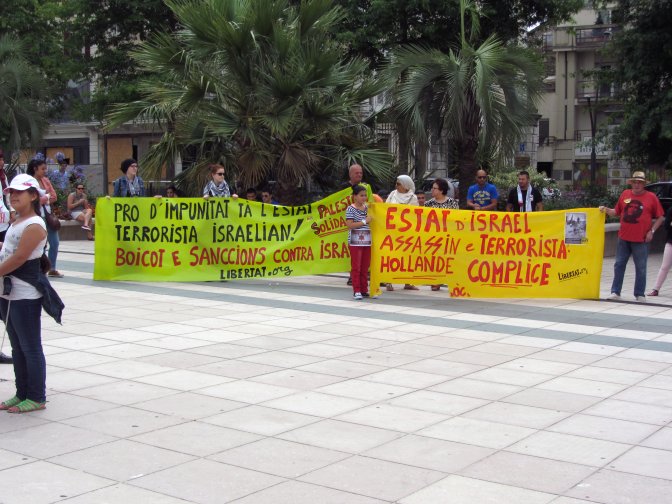 PRO D'IMPUNITAT TA L'ESTAT
TERRORISTA ISRAELIAN!
BOICOT E SANCCIONS CONTRA ISRAEL
LIBERTAT.org
PALESTI
SOLIDA
ESTAT D'ISRAEL
ASSASSIN e TERRORISTA.
HOLLANDE COMPLICE
LIBERTAT.org